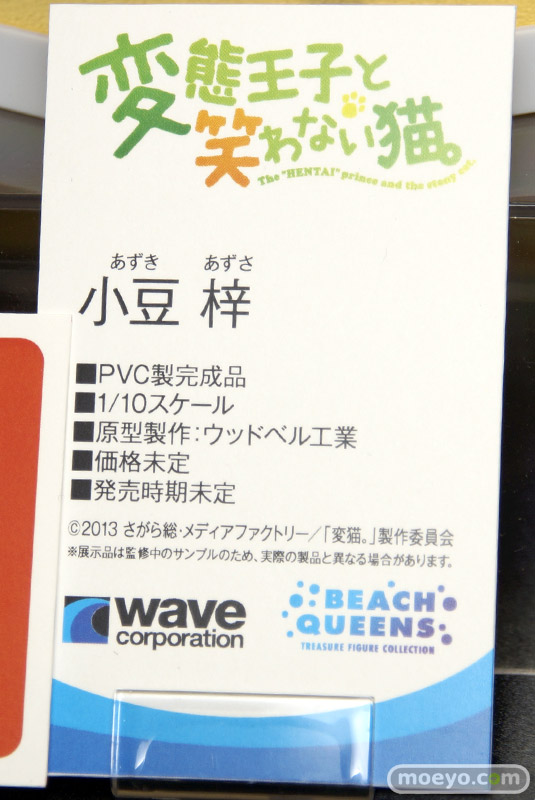 変態王子と
笑わない猫。
The "HENTAI" prince and the stony cat.
あずき あずさ
小豆 梓
■PVC製完成品
■1/10スケール
■原型製作：ウッドベル工業
■価格未定
■発売時期未定
©2013 さがら総・メディアファクトリー／「変猫。」製作委員会
※展示品は監修中のサンプルのため、実際の製品と異なる場合があります。
wave
corporation
BEACH
QUEENS
TREASURE FIGURE COLLECTION
moeyo.com